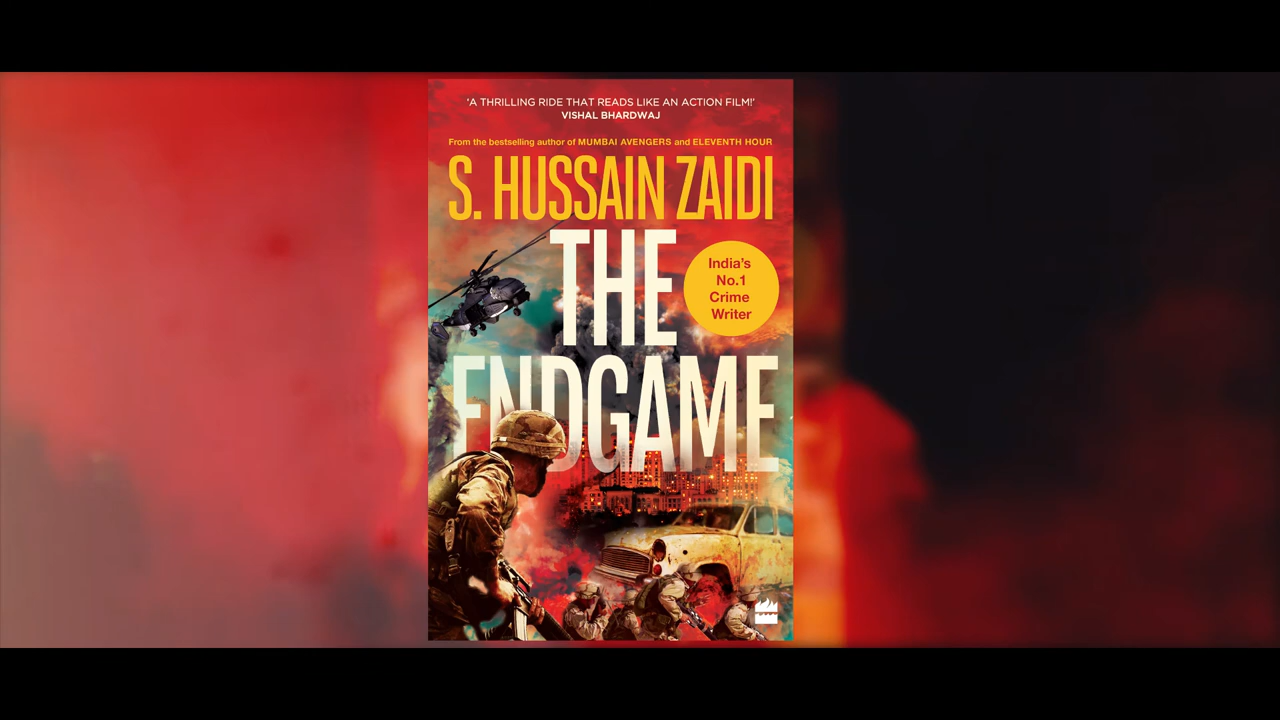 'A THRILLING RIDE THAT READS LIKE AN ACTION FILM!'
VISHAL BHARDWAJ
From the bestselling author of MUMBAI AVENGERS and ELEVENTH HOUR
S. HUSSAIN ZAIDI
THE
India's
No.1
Crime
Writer
ENDGAME